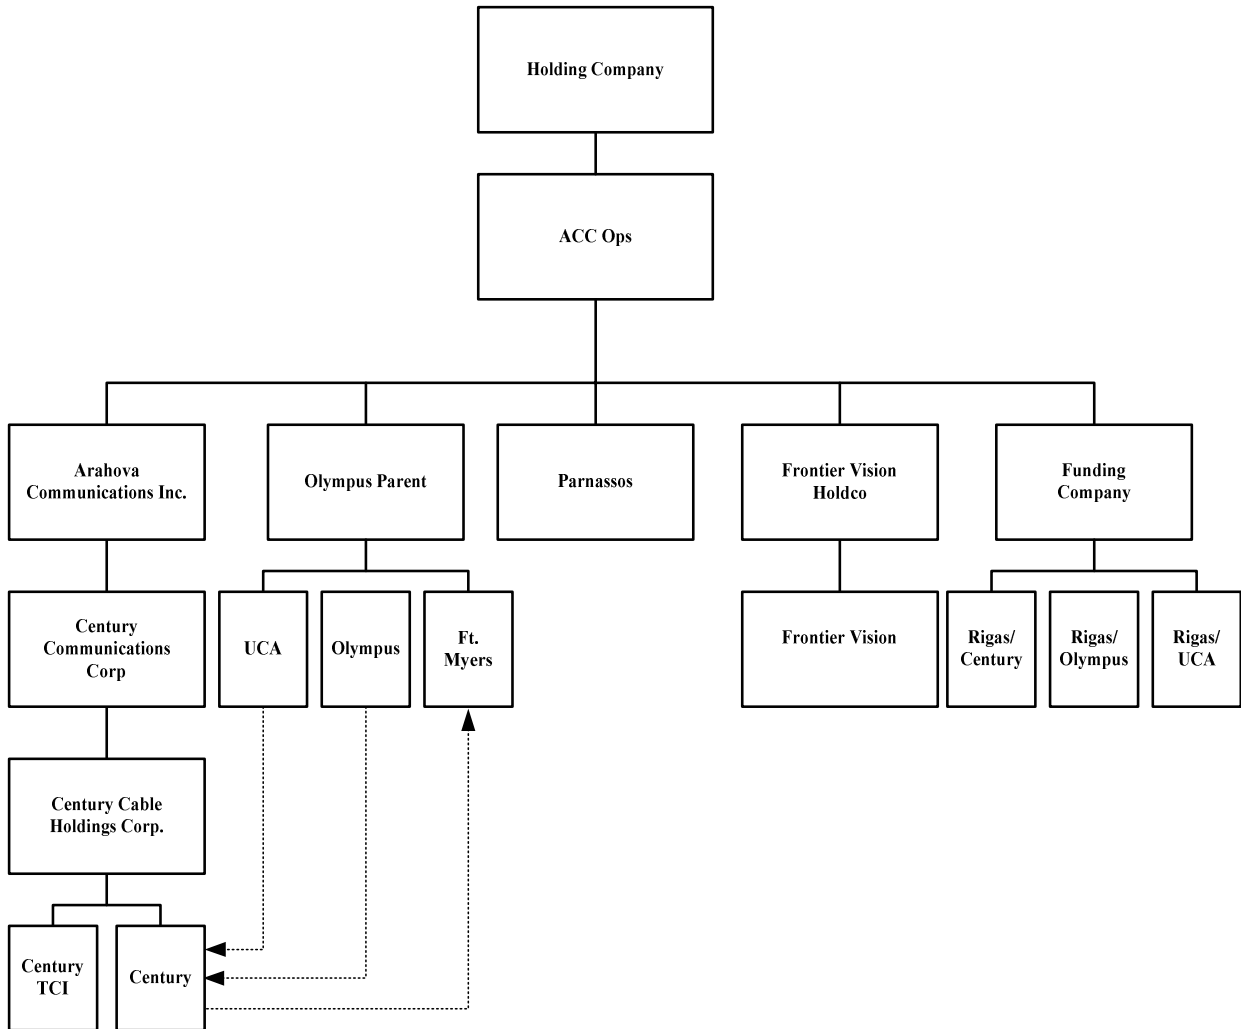 Holding Company
ACC Ops
Arahova
Communications Inc.
Olympus Parent
Parnassos
Frontier Vision
Holdco
Funding
Company
Century
Communications
Corp
UCA
Olympus
Ft.
Myers
Frontier Vision
Rigas/
Century
Rigas/
Olympus
Rigas/
UCA
Century Cable
Holdings Corp.
Century
TCI
Century